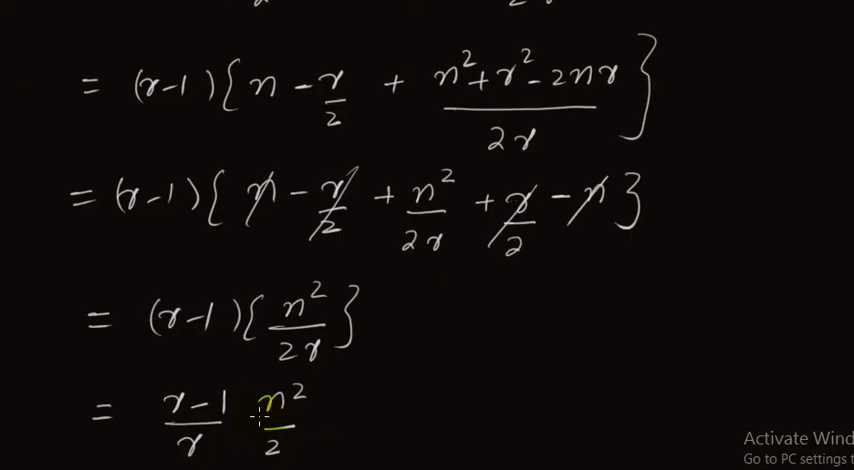 = (r-1){n - r/2 + (n²+r²-2nr)/2r}
= (r-1){n - r/2 + n²/2r + r/2 - n}
= (r-1){n²/2r}
= (r-1)/r n²/2
Activate Wind
Go to PC settings t